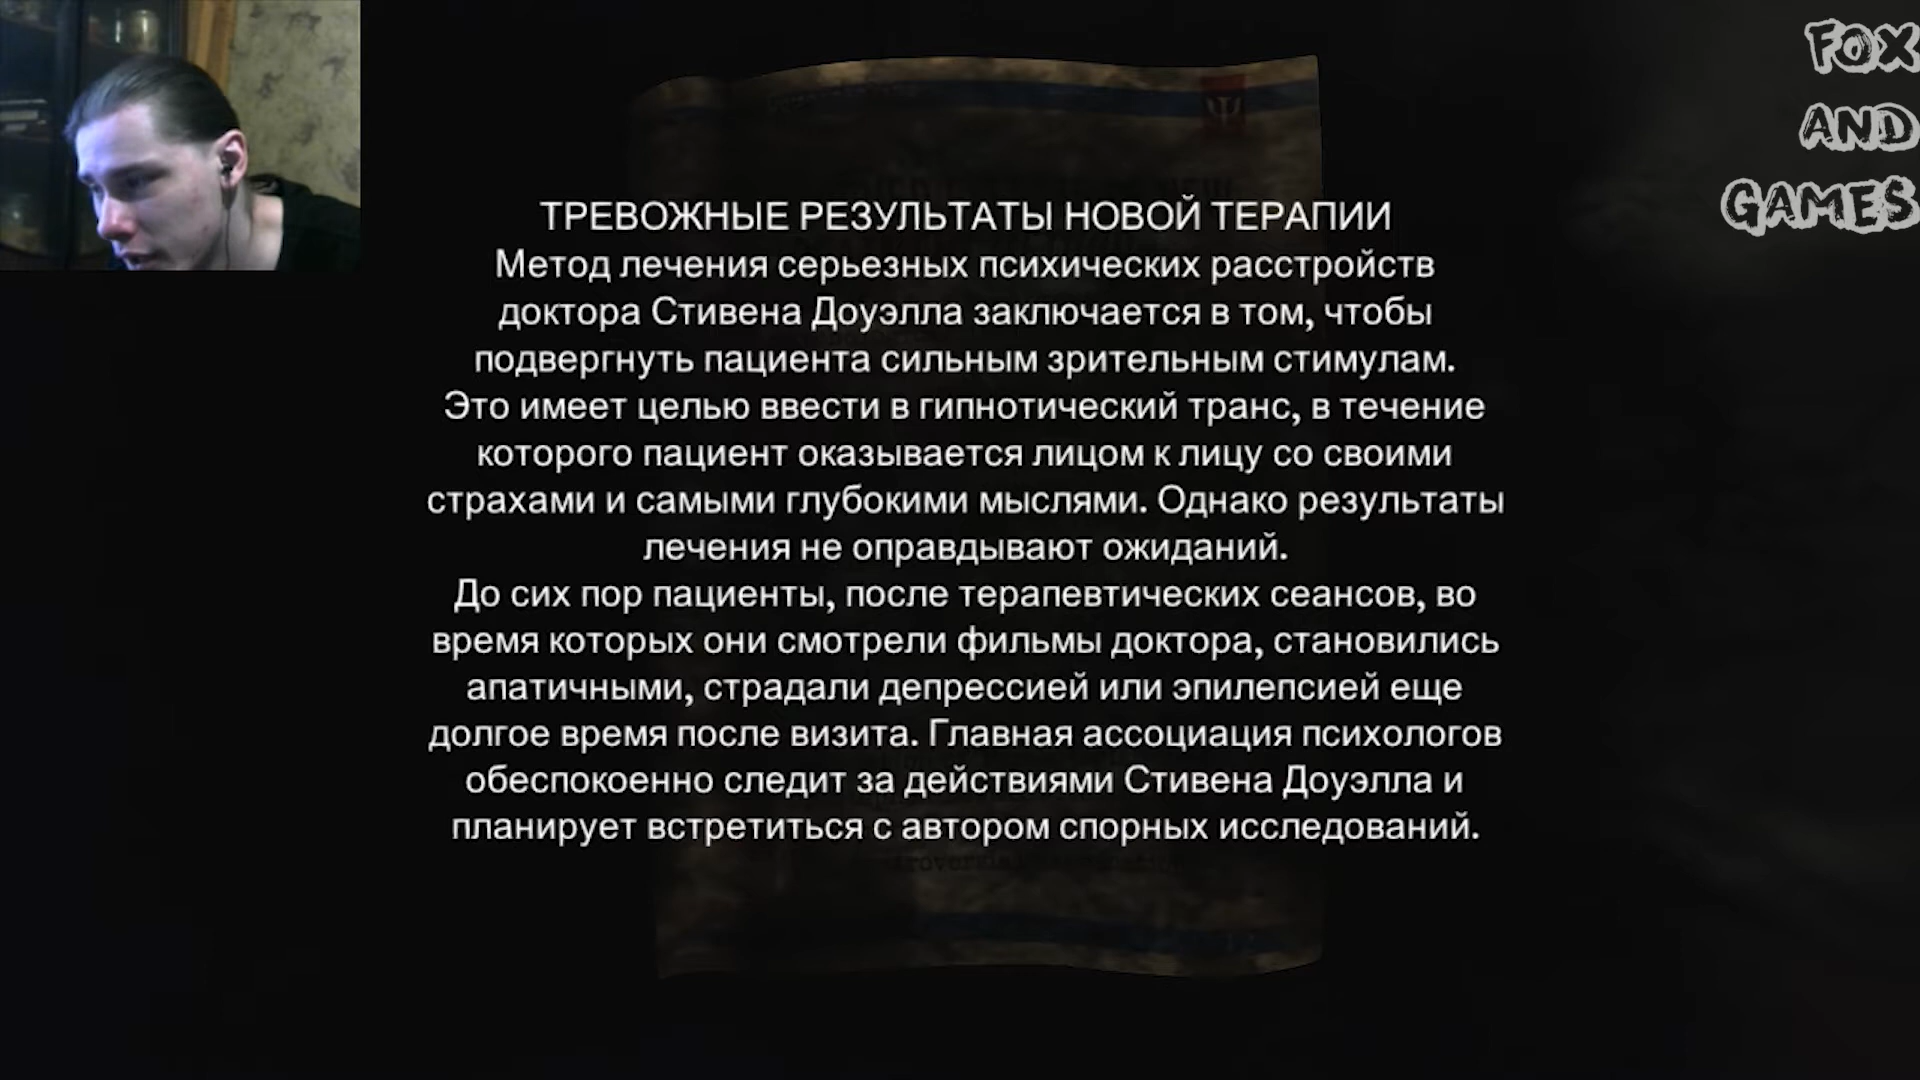 FOX
AND
GAMES
ТРЕВОЖНЫЕ РЕЗУЛЬТАТЫ НОВОЙ ТЕРАПИИ
Метод лечения серьезных психических расстройств
доктора Стивена Доуэлла заключается в том, чтобы
подвергнуть пациента сильным зрительным стимулам.
Это имеет целью ввести в гипнотический транс, в течение
которого пациент оказывается лицом к лицу со своими
страхами и самыми глубокими мыслями. Однако результаты
лечения не оправдывают ожиданий.
До сих пор пациенты, после терапевтических сеансов, во
время которых они смотрели фильмы доктора, становились
апатичными, страдали депрессией или эпилепсией еще
долгое время после визита. Главная ассоциация психологов
обеспокоенно следит за действиями Стивена Доуэлла и
планирует встретиться с автором спорных исследований.